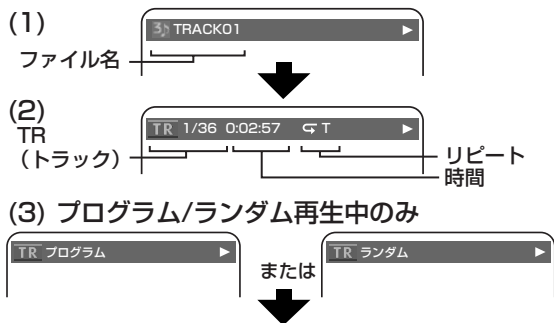 (1)
TRACK01
ファイル名
(2)
TR 1/36 0:02:57 T
TR
(トラック)
リピート
時間
(3) プログラム/ランダム再生中のみ
TR プログラム
または
TR ランダム